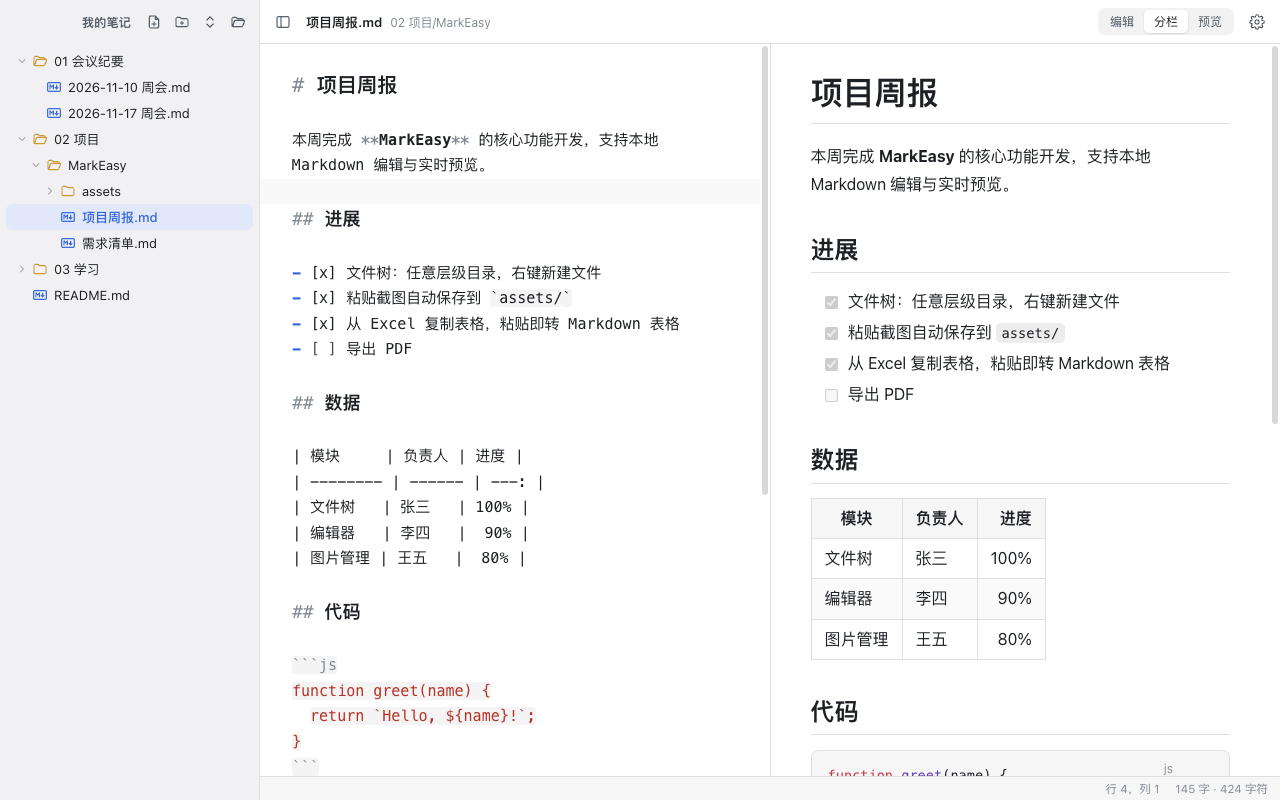 我的笔记
01 会议纪要
2026-11-10 周会.md
2026-11-17 周会.md
02 项目
MarkEasy
assets
项目周报.md
需求清单.md
03 学习
README.md
项目周报.md 02 项目/MarkEasy
编辑 分栏 预览
# 项目周报
本周完成 **MarkEasy** 的核心功能开发，支持本地
Markdown 编辑与实时预览。
## 进展
- [x] 文件树：任意层级目录，右键新建文件
- [x] 粘贴截图自动保存到 `assets/`
- [x] 从 Excel 复制表格，粘贴即转 Markdown 表格
- [ ] 导出 PDF
## 数据
| 模块     | 负责人 | 进度 |
| -------- | ------ | ---: |
| 文件树   | 张三   | 100% |
| 编辑器   | 李四   |  90% |
| 图片管理 | 王五   |  80% |
## 代码
```js
function greet(name) {
  return `Hello, ${name}!`;
}
```
项目周报
本周完成 MarkEasy 的核心功能开发，支持本地
Markdown 编辑与实时预览。
进展
文件树：任意层级目录，右键新建文件
粘贴截图自动保存到 assets/
从 Excel 复制表格，粘贴即转 Markdown 表格
导出 PDF
数据
模块 负责人 进度
文件树 张三 100%
编辑器 李四 90%
图片管理 王五 80%
代码
js
function greet(name) {
行 4，列 1 145 字 · 424 字符